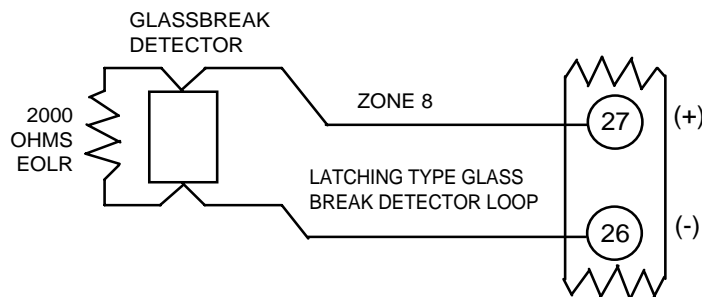 GLASSBREAK
DETECTOR
2000
OHMS
EOLR
ZONE 8
LATCHING TYPE GLASS
BREAK DETECTOR LOOP
27
(+)
26
(-)